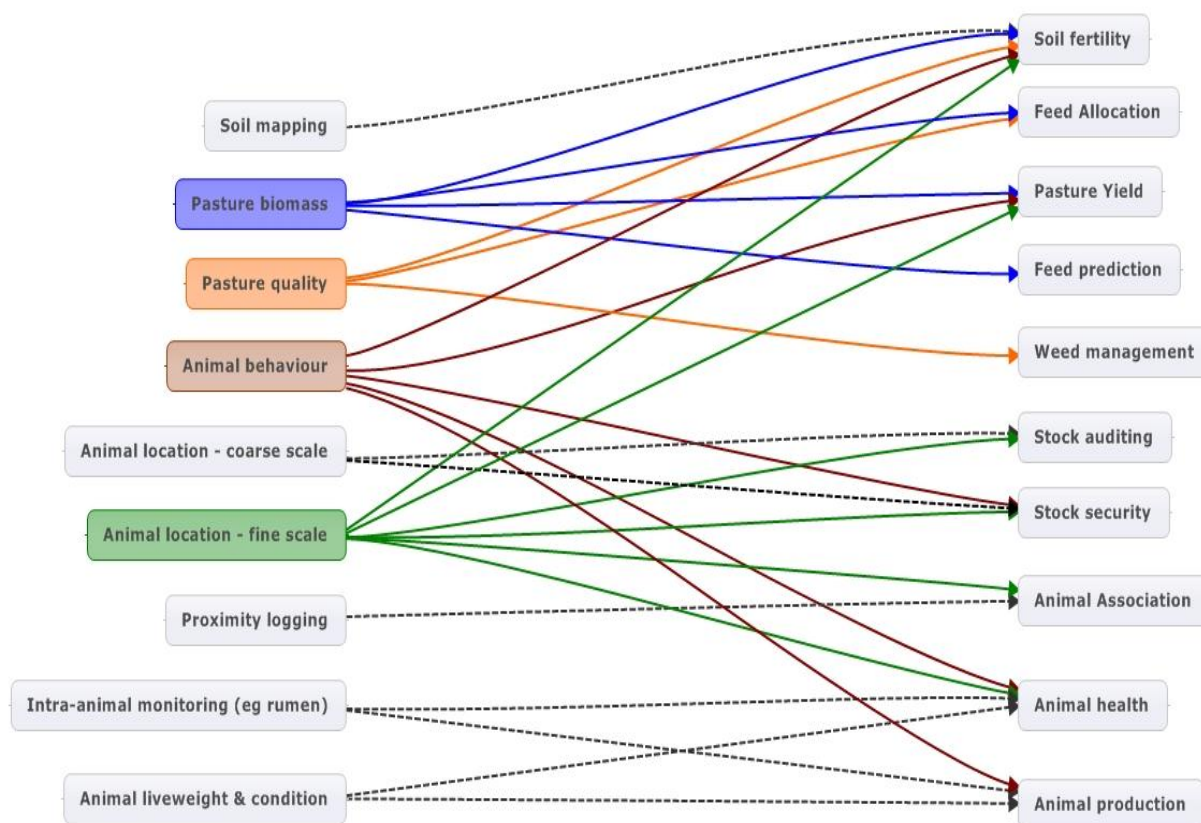 Soil mapping
Pasture biomass
Pasture quality
Animal behaviour
Animal location - coarse scale
Animal location - fine scale
Proximity logging
Intra-animal monitoring (eg rumen)
Animal liveweight & condition
Soil fertility
Feed Allocation
Pasture Yield
Feed prediction
Weed management
Stock auditing
Stock security
Animal Association
Animal health
Animal production